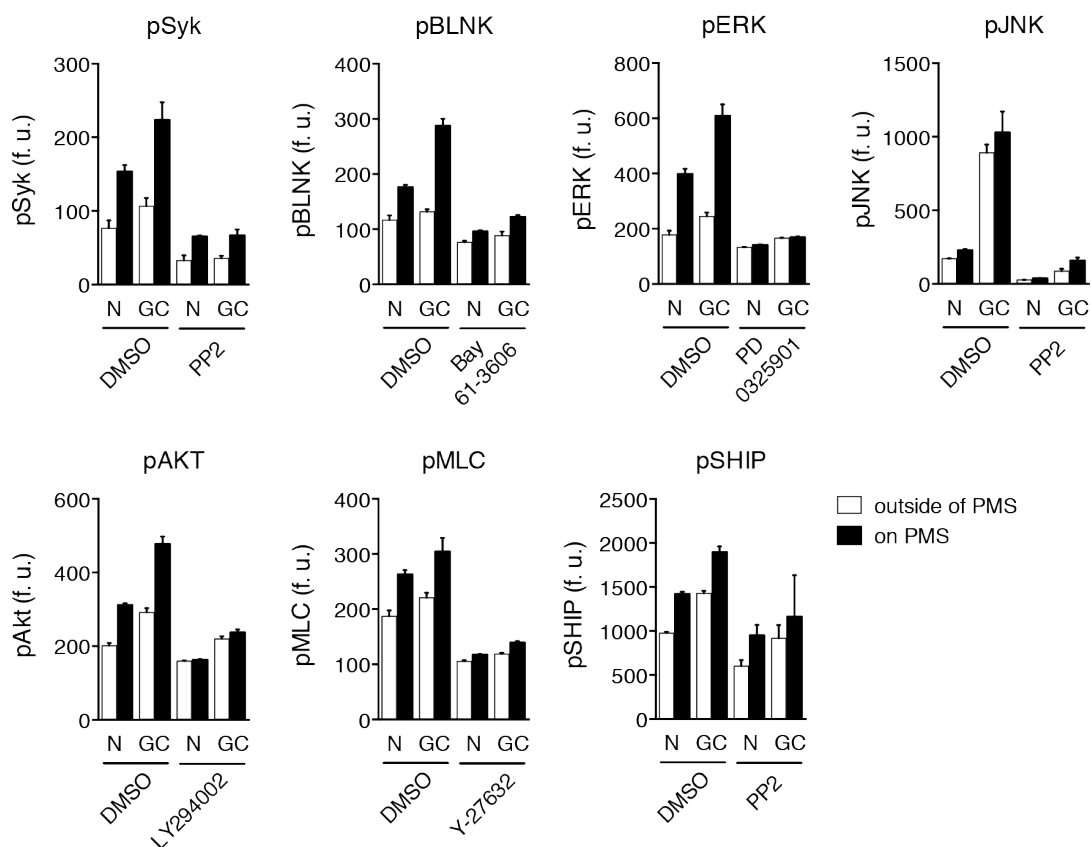 pSyk
pBLNK
pERK
pJNK
pSyk (f. u.)
300
200
100
0
N GC N GC
DMSO
PP2
pBLNK (f. u.)
400
300
200
100
0
N GC N GC
DMSO
Bay
61-3606
pERK (f. u.)
800
600
400
200
0
N GC N GC
DMSO
PD
0325901
pJNK (f. u.)
1500
1000
500
0
N GC N GC
DMSO
PP2
pAKT
pMLC
pSHIP
pAkt (f. u.)
600
400
200
0
N GC N GC
DMSO
LY294002
pMLC (f. u.)
400
300
200
100
0
N GC N GC
DMSO
Y-27632
pSHIP (f. u.)
2500
2000
1500
1000
500
0
N GC N GC
DMSO
PP2
outside of PMS
on PMS